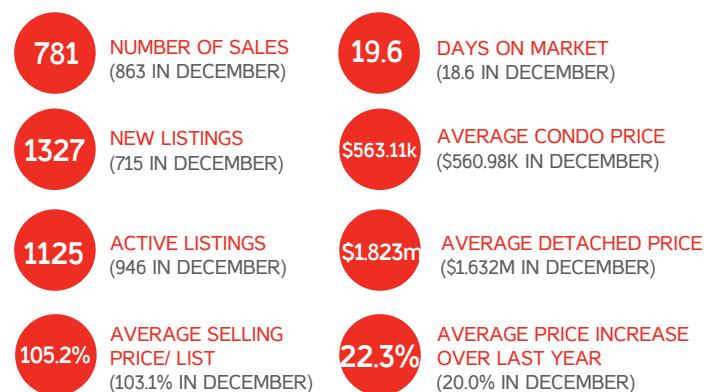 781
NUMBER OF SALES
(863 IN DECEMBER)
19.6
DAYS ON MARKET
(18.6 IN DECEMBER)
1327
NEW LISTINGS
(715 IN DECEMBER)
$563.11k
AVERAGE CONDO PRICE
($560.98K IN DECEMBER)
1125
ACTIVE LISTINGS
(946 IN DECEMBER)
$1.823m
AVERAGE DETACHED PRICE
($1.632M IN DECEMBER)
105.2%
AVERAGE SELLING
PRICE/ LIST
(103.1% IN DECEMBER)
22.3%
AVERAGE PRICE INCREASE
OVER LAST YEAR
(20.0% IN DECEMBER)